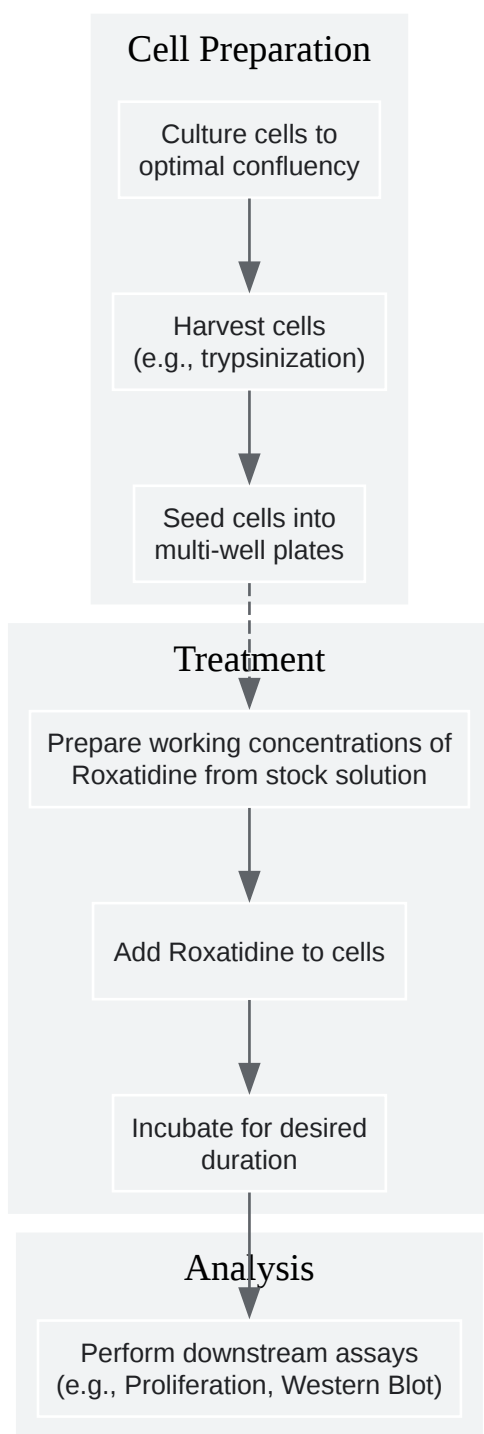 Cell Preparation
Culture cells to
optimal confluency
Harvest cells
(e.g., trypsinization)
Seed cells into
multi-well plates
Treatment
Prepare working concentrations of
Roxatidine from stock solution
Add Roxatidine to cells
Incubate for desired
duration
Analysis
Perform downstream assays
(e.g., Proliferation, Western Blot)